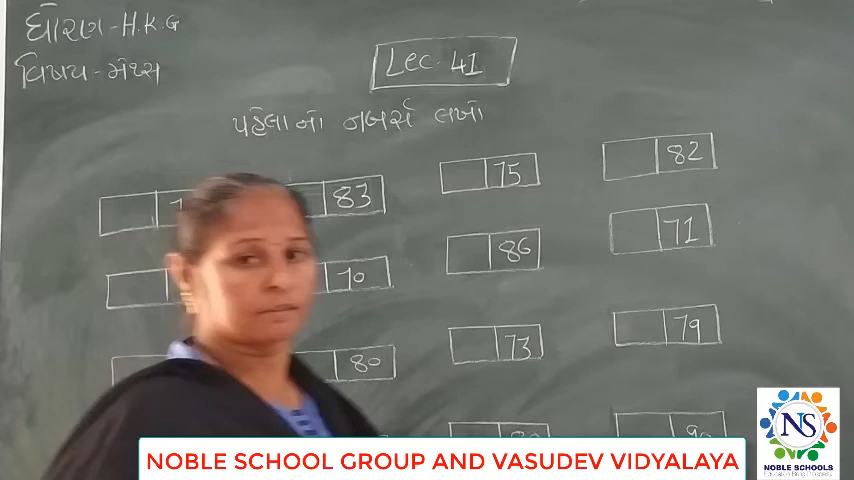 ધોરણ - H.K.G
વિષય - મેથ્સ
Lec - 41
પહેલાનો નંબર્સ લખો
83 75 82
70 86 71
80 73 79
NS
NOBLE SCHOOLS
NOBLE SCHOOL GROUP AND VASUDEV VIDYALAYA